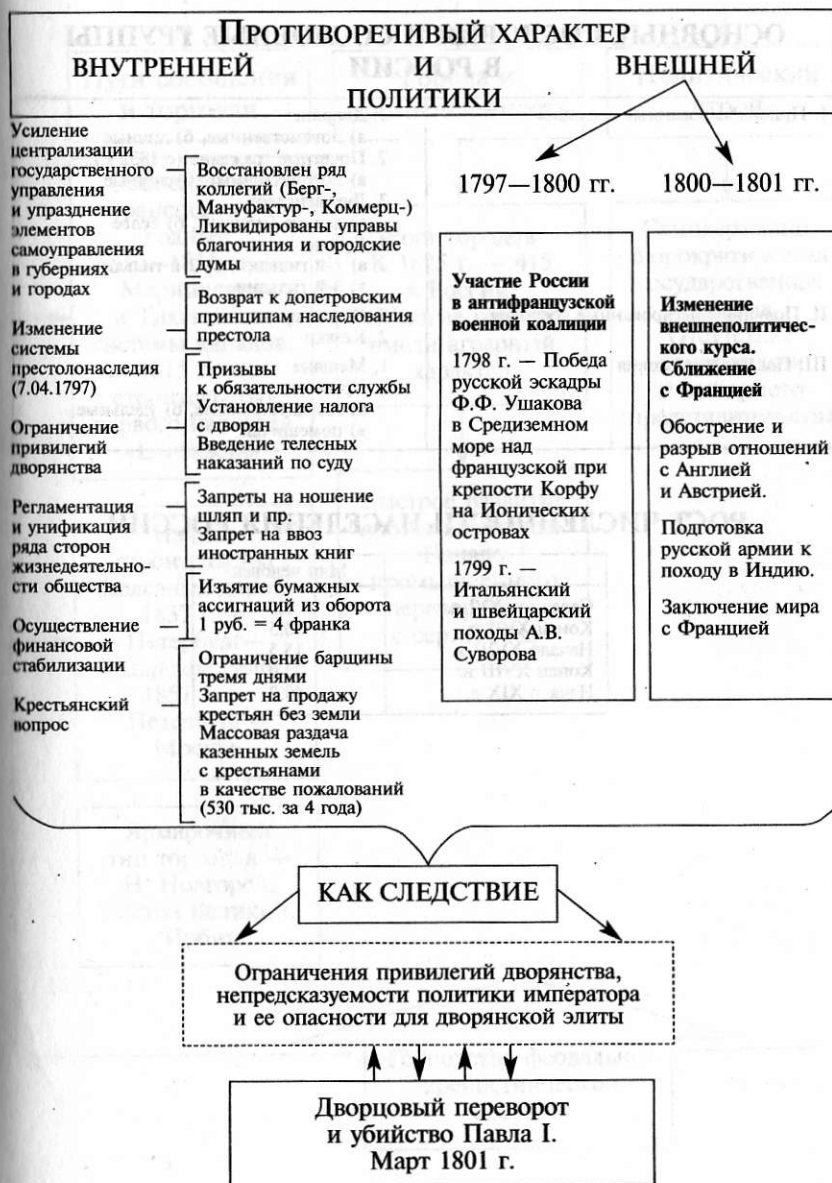 ПРОТИВОРЕЧИВЫЙ ХАРАКТЕР
ВНУТРЕННЕЙ И ВНЕШНЕЙ
ПОЛИТИКИ
Усиление
централизации
государственного
управления
и упразднение
элементов
самоуправления
в губерниях
и городах
Восстановлен ряд
коллегий (Берг-,
Мануфактур-, Коммерц-)
Ликвидированы управы
благочиния и городские
думы
Изменение
системы
престолонаследия
(7.04.1797)
Возврат к допетровским
принципам наследования
престола
Ограничение
привилегий
дворянства
Призывы
к обязательности службы
Установление налога
с дворян
Введение телесных
наказаний по суду
Регламентация
и унификация
ряда сторон
жизнедеятельно-
сти общества
Запреты на ношение
шляп и пр.
Запрет на ввоз
иностранных книг
Осуществление
финансовой
стабилизации
Изъятие бумажных
ассигнаций из оборота
1 руб. = 4 франка
Крестьянский
вопрос
Ограничение барщины
тремя днями
Запрет на продажу
крестьян без земли
Массовая раздача
казенных земель
с крестьянами
в качестве пожалований
(530 тыс. за 4 года)
1797—1800 гг.
Участие России
в антифранцузской
военной коалиции
1798 г. — Победа
русской эскадры
Ф.Ф. Ушакова
в Средиземном
море над
французской при
крепости Корфу
на Ионических
островах
1799 г. —
Итальянский
и швейцарский
походы А.В.
Суворова
1800—1801 гг.
Изменение
внешнеполитичес-
кого курса.
Сближение
с Францией
Обострение и
разрыв отношений
с Англией
и Австрией.
Подготовка
русской армии к
походу в Индию.
Заключение мира
с Францией
КАК СЛЕДСТВИЕ
Ограничения привилегий дворянства,
непредсказуемости политики императора
и ее опасности для дворянской элиты
Дворцовый переворот
и убийство Павла I.
Март 1801 г.